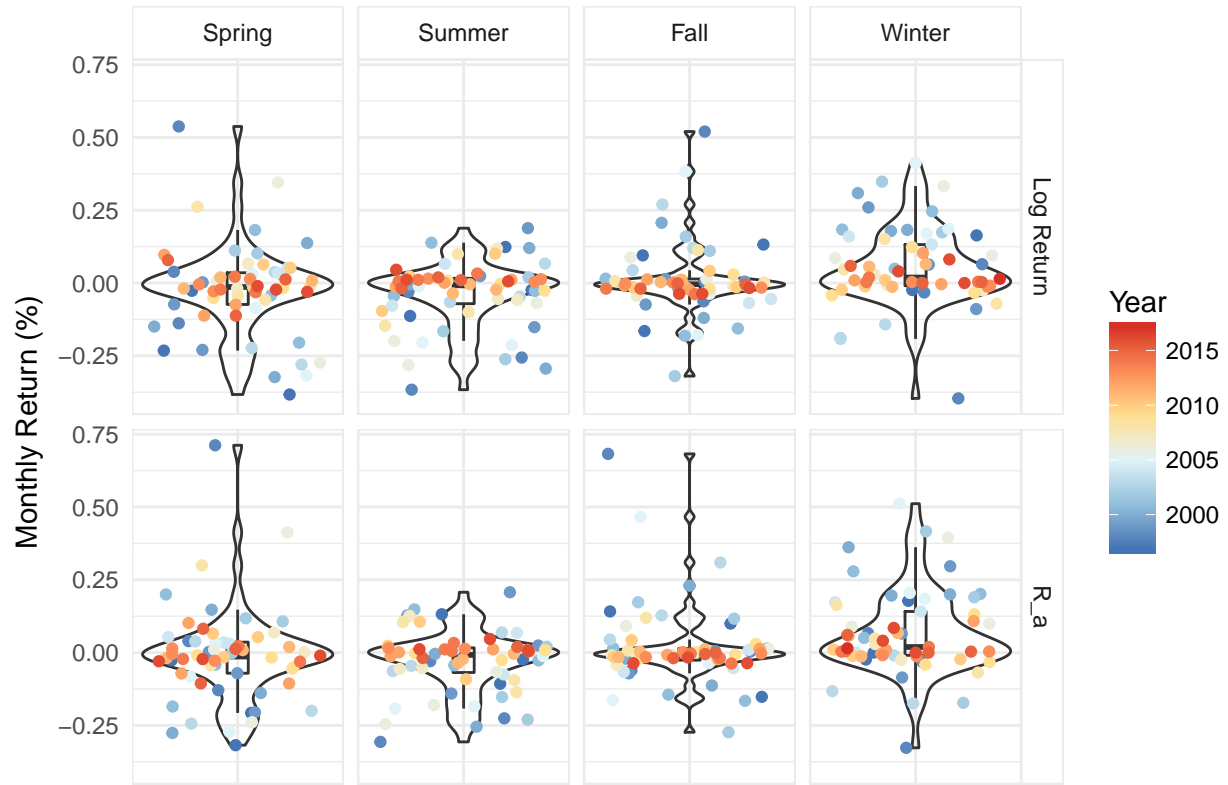 Spring Summer Fall Winter
0.75
0.50
0.25
0.00
−0.25
Log Return
Monthly Return (%)
Year
2015
2010
2005
2000
0.75
0.50
0.25
0.00
−0.25
R_a